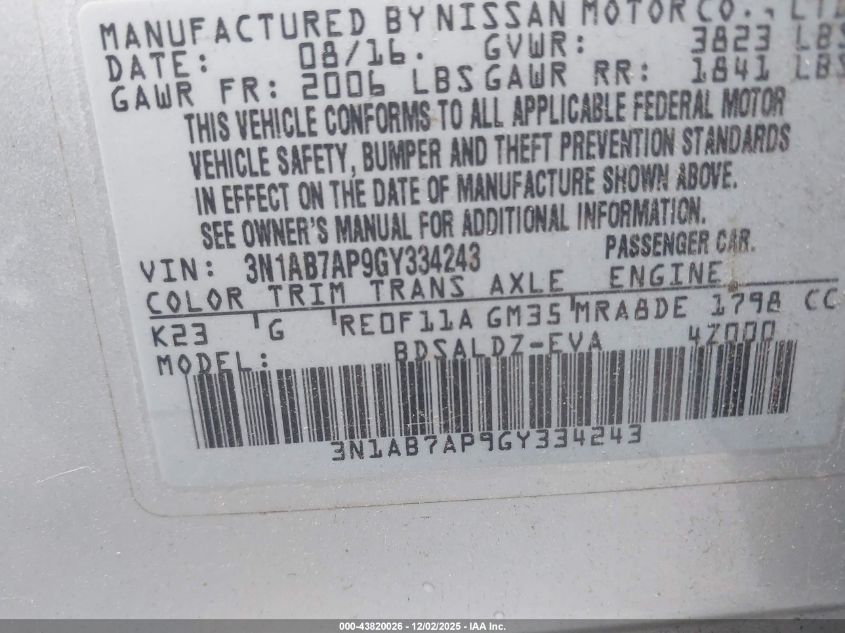 MANUFACTURED BY NISSAN MOTOR CO., LTD
DATE: 08/16. GVWR: 3823 LBS
GAWR FR: 2006 LBS GAWR RR: 1841 LBS
THIS VEHICLE CONFORMS TO ALL APPLICABLE FEDERAL MOTOR
VEHICLE SAFETY, BUMPER AND THEFT PREVENTION STANDARDS
IN EFFECT ON THE DATE OF MANUFACTURE SHOWN ABOVE.
SEE OWNER'S MANUAL FOR ADDITIONAL INFORMATION.
VIN: 3N1AB7AP9GY334243 PASSENGER CAR.
COLOR TRIM TRANS AXLE ENGINE
K23 G RE0F11A GM35 MRA8DE 1798 CC
MODEL: BDSALDZ-EVA 4Z000
3N1AB7AP9GY334243
000-43820026 - 12/02/2025 - IAA Inc.